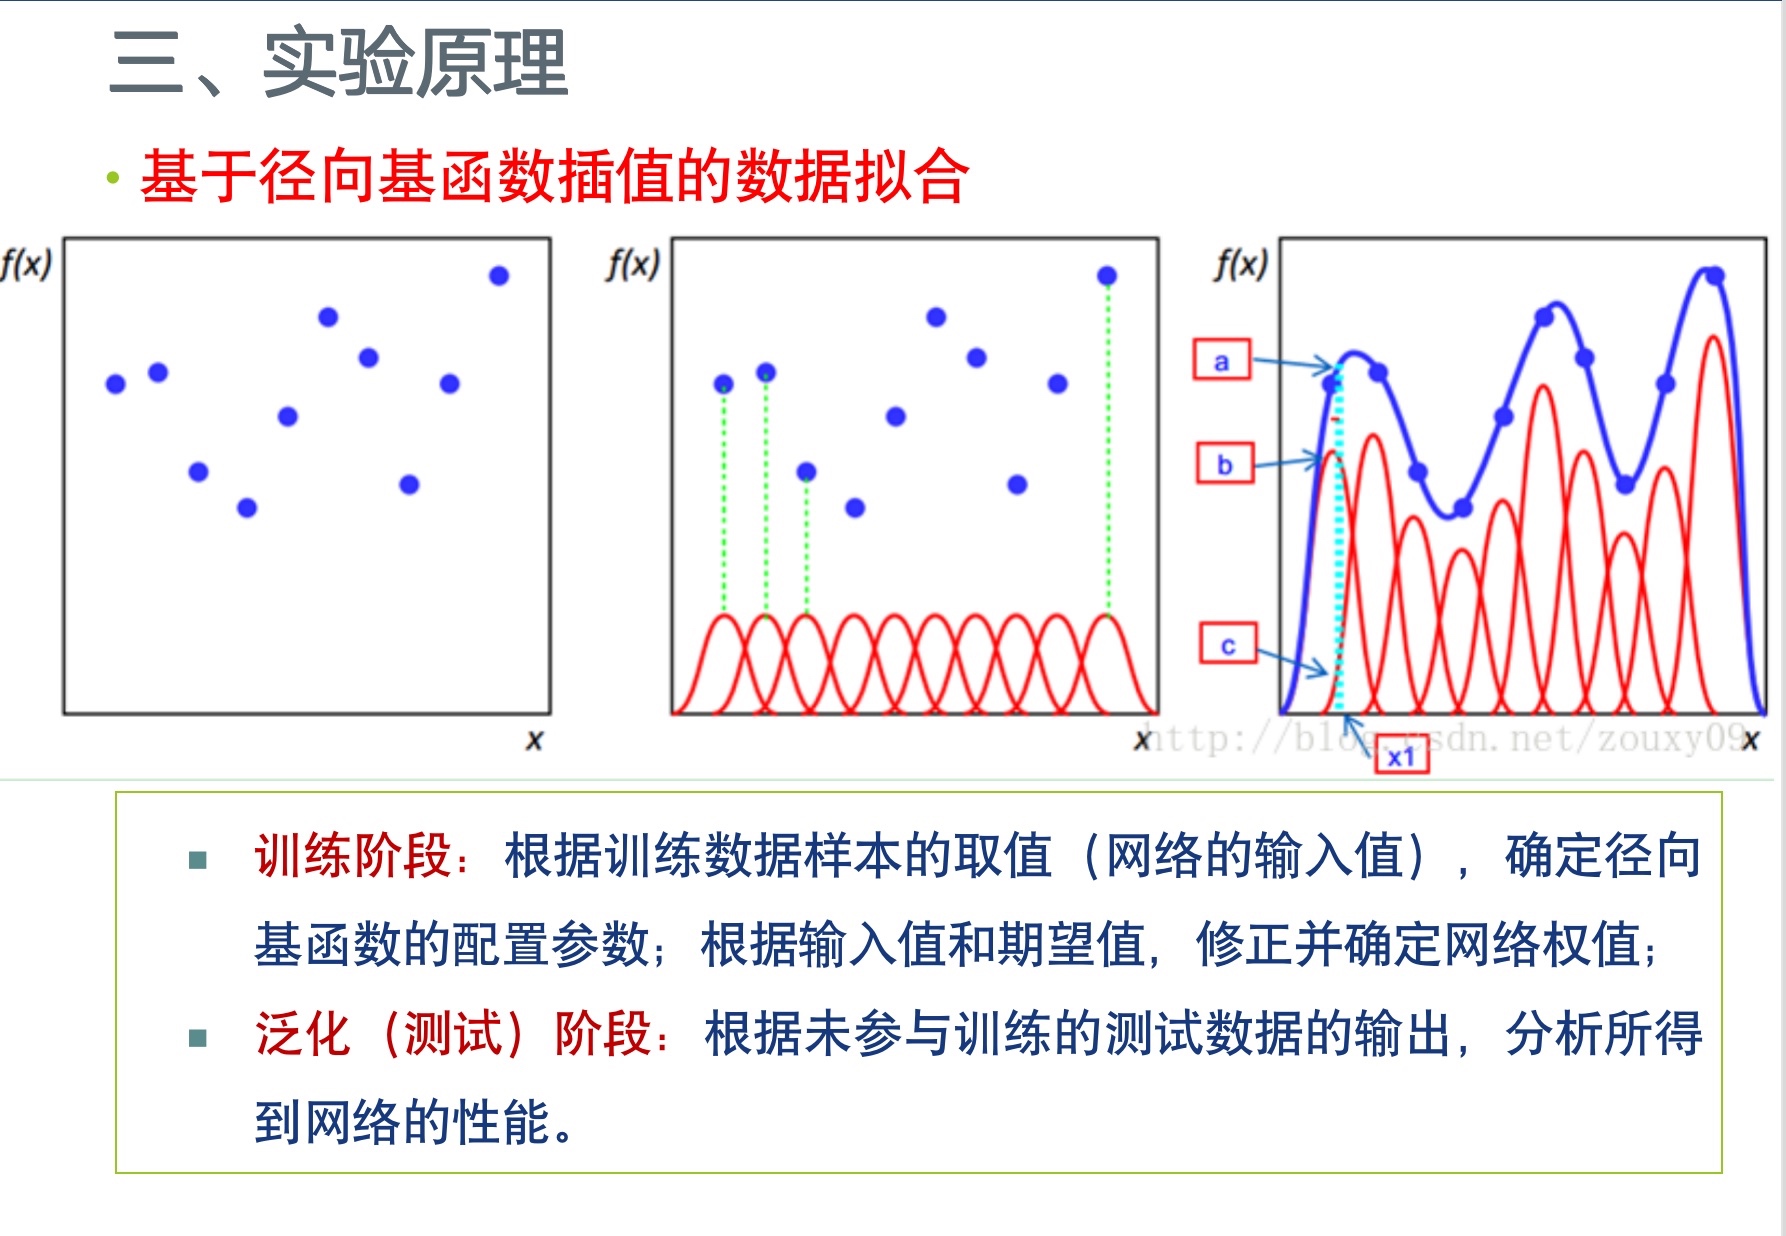 三、实验原理
• 基于径向基函数插值的数据拟合
f(x) f(x) f(x)
a
b
c
x x x
http://blog.csdn.net/zouxy09
x1
训练阶段：根据训练数据样本的取值（网络的输入值），确定径向
基函数的配置参数；根据输入值和期望值，修正并确定网络权值；
泛化（测试）阶段：根据未参与训练的测试数据的输出，分析所得
到网络的性能。